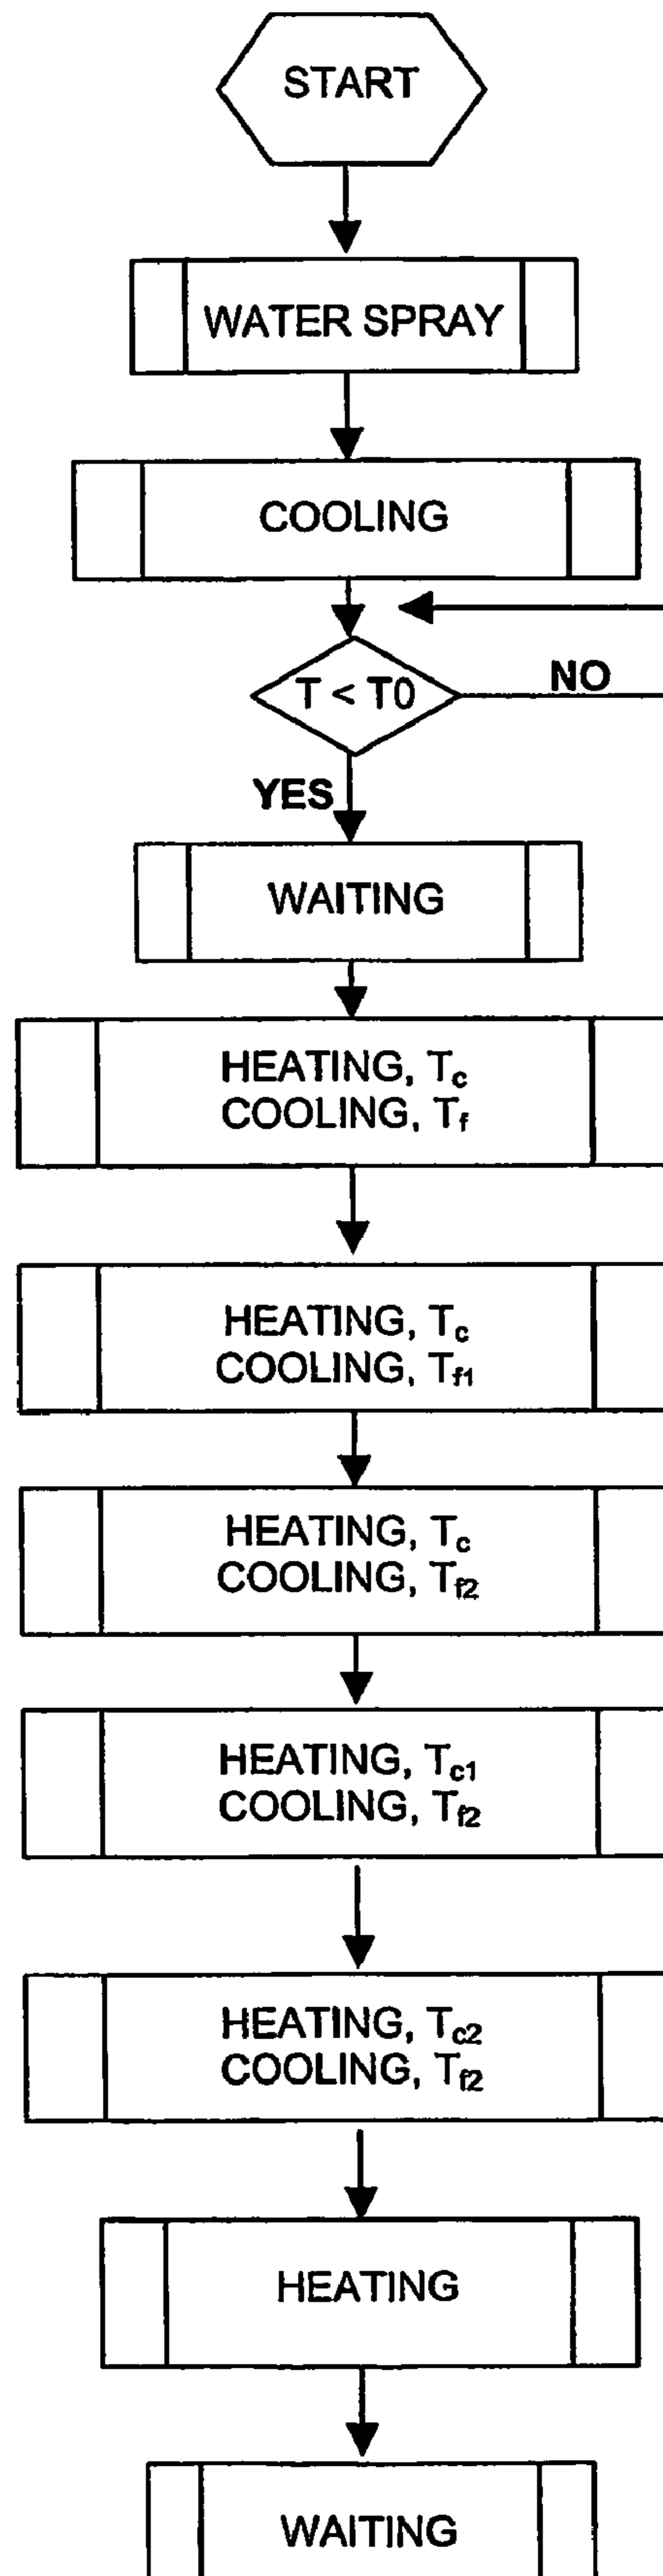 START
WATER SPRAY
COOLING
T < T0
NO
YES
WAITING
HEATING, Tc
COOLING, Tf
HEATING, Tc
COOLING, Tf1
HEATING, Tc
COOLING, Tf2
HEATING, Tc1
COOLING, Tf2
HEATING, Tc2
COOLING, Tf2
HEATING
WAITING